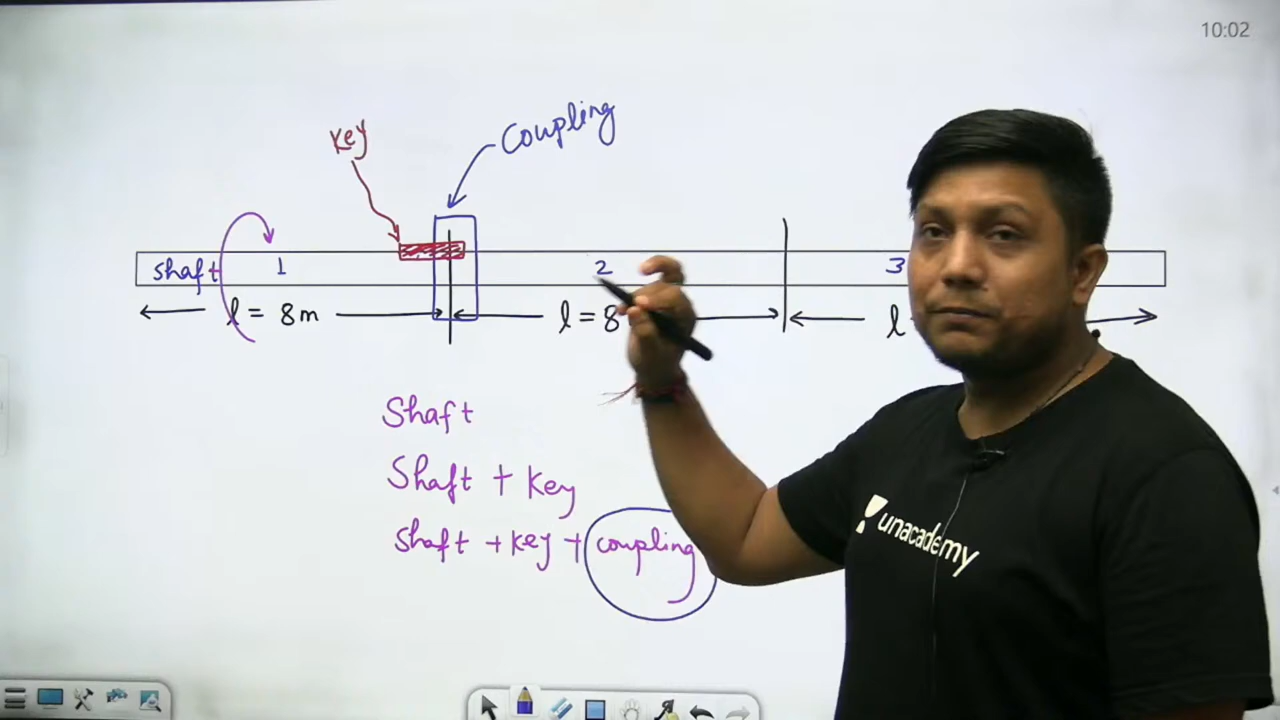 10:02
Key
Coupling
Shaft 1 2 3
l = 8m l = 8 l
Shaft
Shaft + Key
Shaft + Key + Coupling
unacademy